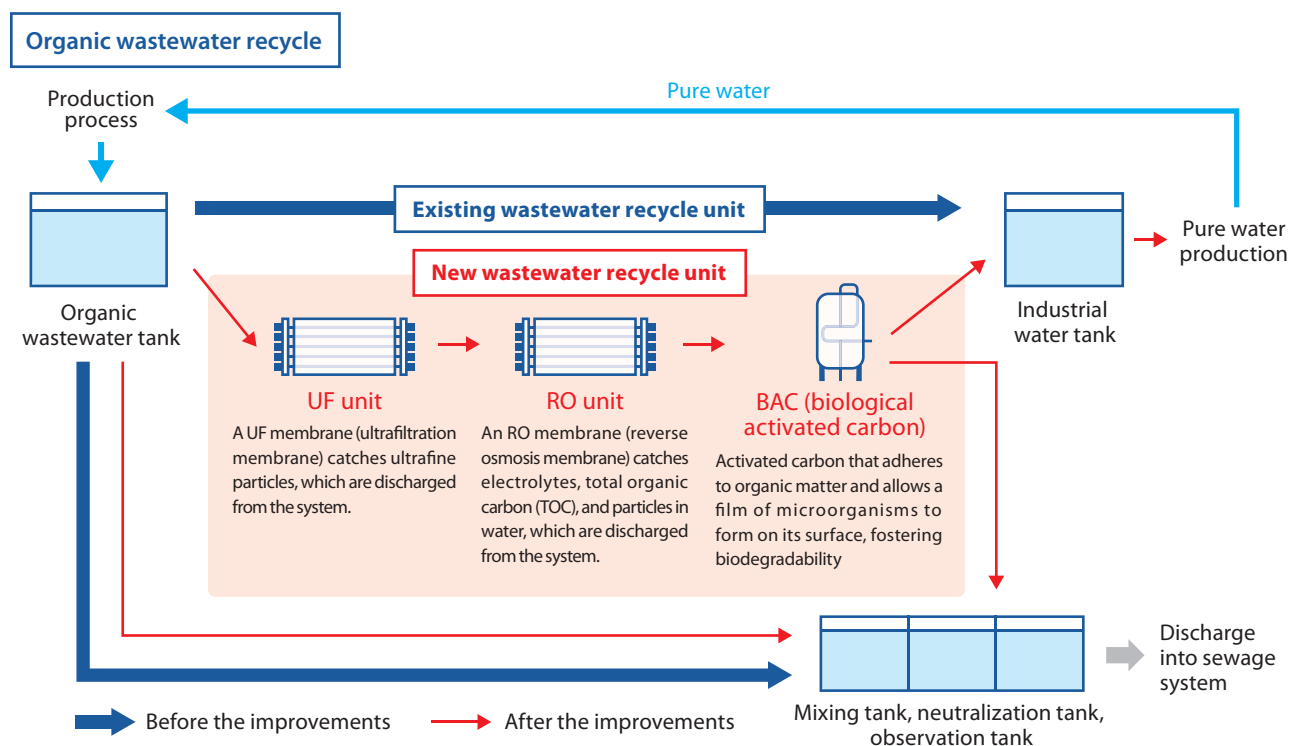 Organic wastewater recycle
Production
process
Pure water
Existing wastewater recycle unit
New wastewater recycle unit
Pure water
production
Organic
wastewater tank
Industrial
water tank
UF unit
A UF membrane (ultrafiltration
membrane) catches ultrafine
particles, which are discharged
from the system.
RO unit
An RO membrane (reverse
osmosis membrane) catches
electrolytes, total organic
carbon (TOC), and particles in
water, which are discharged
from the system.
BAC (biological
activated carbon)
Activated carbon that adheres
to organic matter and allows a
film of microorganisms to
form on its surface, fostering
biodegradability
Discharge
into sewage
system
Mixing tank, neutralization tank,
observation tank
Before the improvements
After the improvements